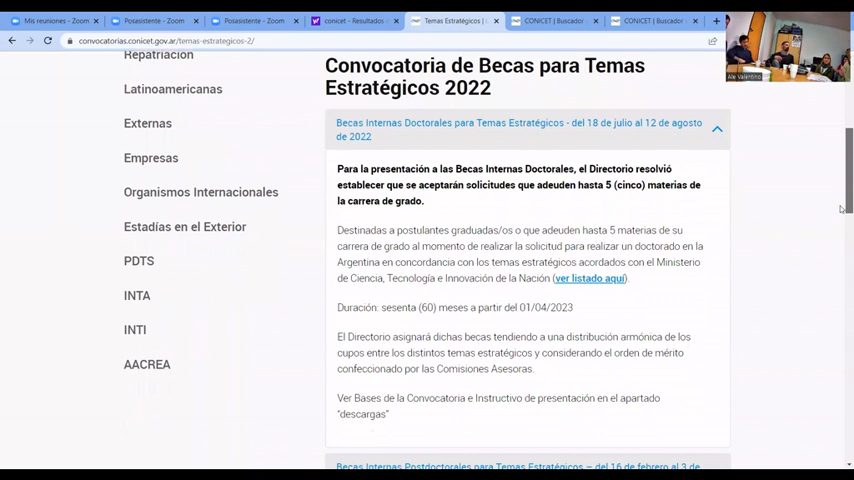 Mis reuniones - Zoom
Posasistente - Zoom
Posasistente - Zoom
conicet - Resultados
Temas Estratégicos |
CONICET | Buscador
CONICET | Buscador
convocatorias.conicet.gov.ar/temas-estrategicos-2/
Ale Valentino
Repatriación
Latinoamericanas
Externas
Empresas
Organismos Internacionales
Estadías en el Exterior
PDTS
INTA
INTI
AACREA
Convocatoria de Becas para Temas
Estratégicos 2022
Becas Internas Doctorales para Temas Estratégicos - del 18 de julio al 12 de agosto
de 2022
Para la presentación a las Becas Internas Doctorales, el Directorio resolvió
establecer que se aceptarán solicitudes que adeuden hasta 5 (cinco) materias de
la carrera de grado.
Destinadas a postulantes graduadas/os o que adeuden hasta 5 materias de su
carrera de grado al momento de realizar la solicitud para realizar un doctorado en la
Argentina en concordancia con los temas estratégicos acordados con el Ministerio
de Ciencia, Tecnología e Innovación de la Nación (ver listado aquí).
Duración: sesenta (60) meses a partir del 01/04/2023
El Directorio asignará dichas becas tendiendo a una distribución armónica de los
cupos entre los distintos temas estratégicos y considerando el orden de mérito
confeccionado por las Comisiones Asesoras.
Ver Bases de la Convocatoria e Instructivo de presentación en el apartado
"descargas"
Becas Internas Postdoctorales para Temas Estratégicos – del 16 de febrero al 3 de